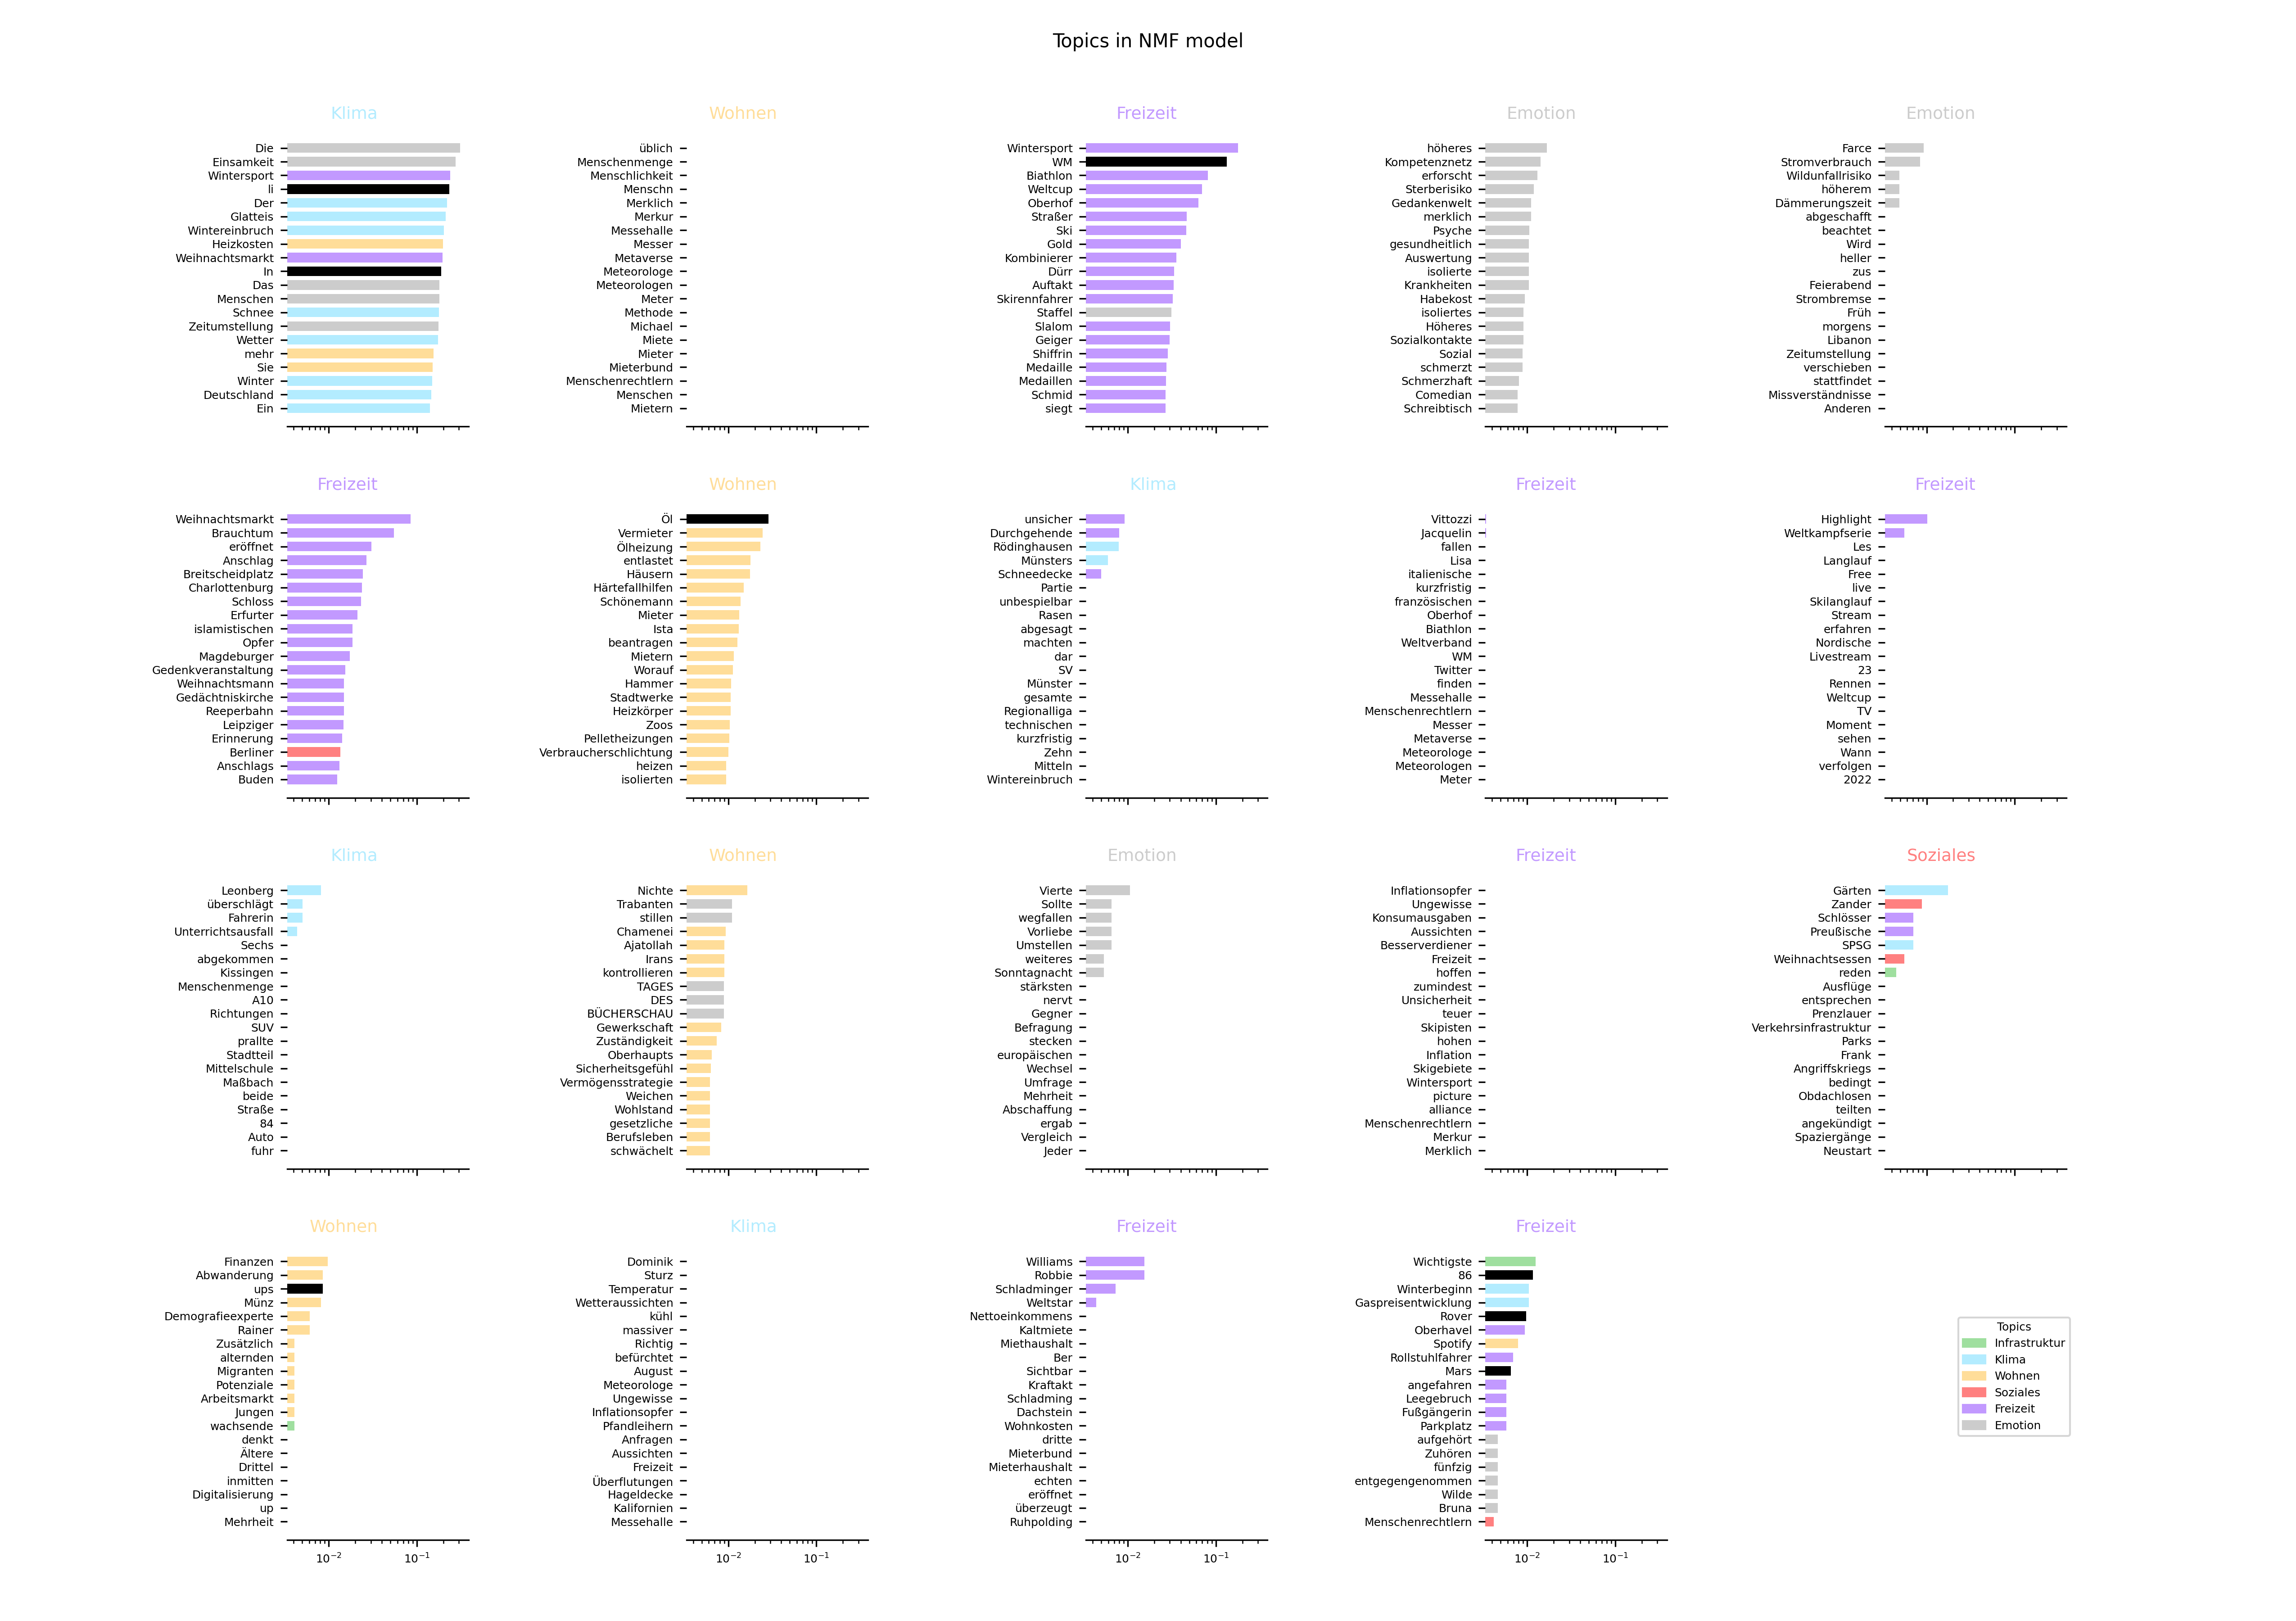 Topics in NMF model
Klima
Die
Einsamkeit
Wintersport
li
Der
Glatteis
Wintereinbruch
Heizkosten
Weihnachtsmarkt
In
Das
Menschen
Schnee
Zeitumstellung
Wetter
mehr
Sie
Winter
Deutschland
Ein
Wohnen
üblich
Menschenmenge
Menschlichkeit
Menschn
Merklich
Merkur
Messehalle
Messer
Metaverse
Meteorologe
Meteorologen
Meter
Methode
Michael
Miete
Mieter
Mieterbund
Menschenrechtlern
Menschen
Mietern
Freizeit
Wintersport
WM
Biathlon
Weltcup
Oberhof
Straßer
Ski
Gold
Kombinierer
Dürr
Auftakt
Skirennfahrer
Staffel
Slalom
Geiger
Shiffrin
Medaille
Medaillen
Schmid
siegt
Emotion
höheres
Kompetenznetz
erforscht
Sterberisiko
Gedankenwelt
merklich
Psyche
gesundheitlich
Auswertung
isolierte
Krankheiten
Habekost
isoliertes
Höheres
Sozialkontakte
Sozial
schmerzt
Schmerzhaft
Comedian
Schreibtisch
Emotion
Farce
Stromverbrauch
Wildunfallrisiko
höherem
Dämmerungszeit
abgeschafft
beachtet
Wird
heller
zus
Feierabend
Strombremse
Früh
morgens
Libanon
Zeitumstellung
verschieben
stattfindet
Missverständnisse
Anderen
Freizeit
Weihnachtsmarkt
Brauchtum
eröffnet
Anschlag
Breitscheidplatz
Charlottenburg
Schloss
Erfurter
islamistischen
Opfer
Magdeburger
Gedenkveranstaltung
Weihnachtsmann
Gedächtniskirche
Reeperbahn
Leipziger
Erinnerung
Berliner
Anschlags
Buden
Wohnen
Öl
Vermieter
Ölheizung
entlastet
Häusern
Härtefallhilfen
Schönemann
Mieter
Ista
beantragen
Mietern
Worauf
Hammer
Stadtwerke
Heizkörper
Zoos
Pelletheizungen
Verbraucherschlichtung
heizen
isolierten
Klima
unsicher
Durchgehende
Rödinghausen
Münsters
Schneedecke
Partie
unbespielbar
Rasen
abgesagt
machten
dar
SV
Münster
gesamte
Regionalliga
technischen
kurzfristig
Zehn
Mitteln
Wintereinbruch
Freizeit
Vittozzi
Jacquelin
fallen
Lisa
italienische
kurzfristig
französischen
Oberhof
Biathlon
Weltverband
WM
Twitter
finden
Messehalle
Menschenrechtlern
Messer
Metaverse
Meteorologe
Meteorologen
Meter
Freizeit
Highlight
Weltkampfserie
Les
Langlauf
Free
live
Skilanglauf
Stream
erfahren
Nordische
Livestream
23
Rennen
Weltcup
TV
Moment
sehen
Wann
verfolgen
2022
Klima
Leonberg
überschlägt
Fahrerin
Unterrichtsausfall
Sechs
abgekommen
Kissingen
Menschenmenge
A10
Richtungen
SUV
prallte
Stadtteil
Mittelschule
Maßbach
beide
Straße
84
Auto
fuhr
Wohnen
Nichte
Trabanten
stillen
Chamenei
Ajatollah
Irans
kontrollieren
TAGES
DES
BÜCHERSCHAU
Gewerkschaft
Zuständigkeit
Oberhaupts
Sicherheitsgefühl
Vermögensstrategie
Weichen
Wohlstand
gesetzliche
Berufsleben
schwächelt
Emotion
Vierte
Sollte
wegfallen
Vorliebe
Umstellen
weiteres
Sonntagnacht
stärksten
nervt
Gegner
Befragung
stecken
europäischen
Wechsel
Umfrage
Mehrheit
Abschaffung
ergab
Vergleich
Jeder
Freizeit
Inflationsopfer
Ungewisse
Konsumausgaben
Aussichten
Besserverdiener
Freizeit
hoffen
zumindest
Unsicherheit
teuer
Skipisten
hohen
Inflation
Skigebiete
Wintersport
picture
alliance
Menschenrechtlern
Merkur
Merklich
Soziales
Gärten
Zander
Schlösser
Preußische
SPSG
Weihnachtsessen
reden
Ausflüge
entsprechen
Prenzlauer
Verkehrsinfrastruktur
Parks
Frank
Angriffskriegs
bedingt
Obdachlosen
teilten
angekündigt
Spaziergänge
Neustart
Wohnen
Finanzen
Abwanderung
ups
Münz
Demografieexperte
Rainer
Zusätzlich
alternden
Migranten
Potenziale
Arbeitsmarkt
Jungen
wachsende
denkt
Ältere
Drittel
inmitten
Digitalisierung
up
Mehrheit
10⁻² 10⁻¹
Klima
Dominik
Sturz
Temperatur
Wetteraussichten
kühl
massiver
Richtig
befürchtet
August
Meteorologe
Ungewisse
Inflationsopfer
Pfandleihern
Anfragen
Aussichten
Freizeit
Überflutungen
Hageldecke
Kalifornien
Messehalle
10⁻² 10⁻¹
Freizeit
Williams
Robbie
Schladminger
Weltstar
Nettoeinkommens
Kaltmiete
Miethaushalt
Ber
Sichtbar
Kraftakt
Schladming
Dachstein
Wohnkosten
dritte
Mieterbund
Mieterhaushalt
echten
eröffnet
überzeugt
Ruhpolding
10⁻² 10⁻¹
Freizeit
Wichtigste
86
Winterbeginn
Gaspreisentwicklung
Rover
Oberhavel
Spotify
Rollstuhlfahrer
Mars
angefahren
Leegebruch
Fußgängerin
Parkplatz
aufgehört
Zuhören
fünfzig
entgegengenommen
Wilde
Bruna
Menschenrechtlern
10⁻² 10⁻¹
Topics
Infrastruktur
Klima
Wohnen
Soziales
Freizeit
Emotion